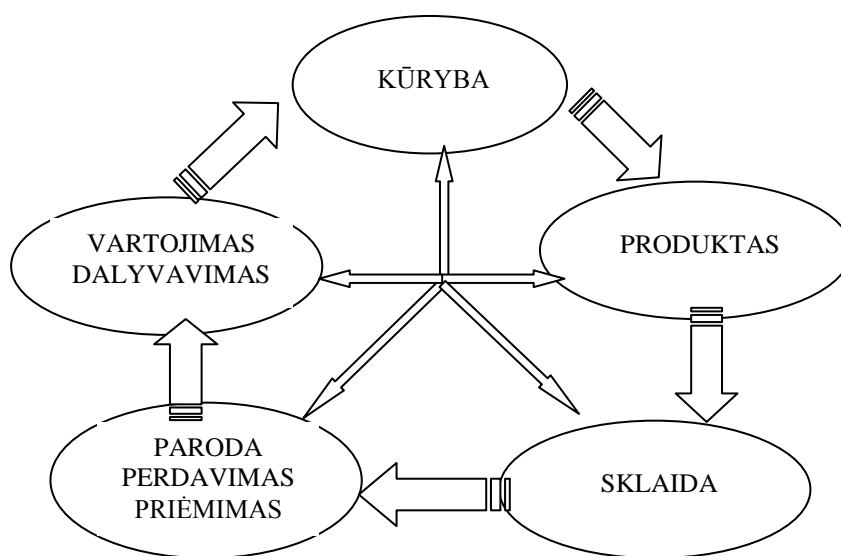 KŪRYBA
PRODUKTAS
SKLAIDA
PARODA
PERDAVIMAS
PRIĖMIMAS
VARTOJIMAS
DALYVAVIMAS